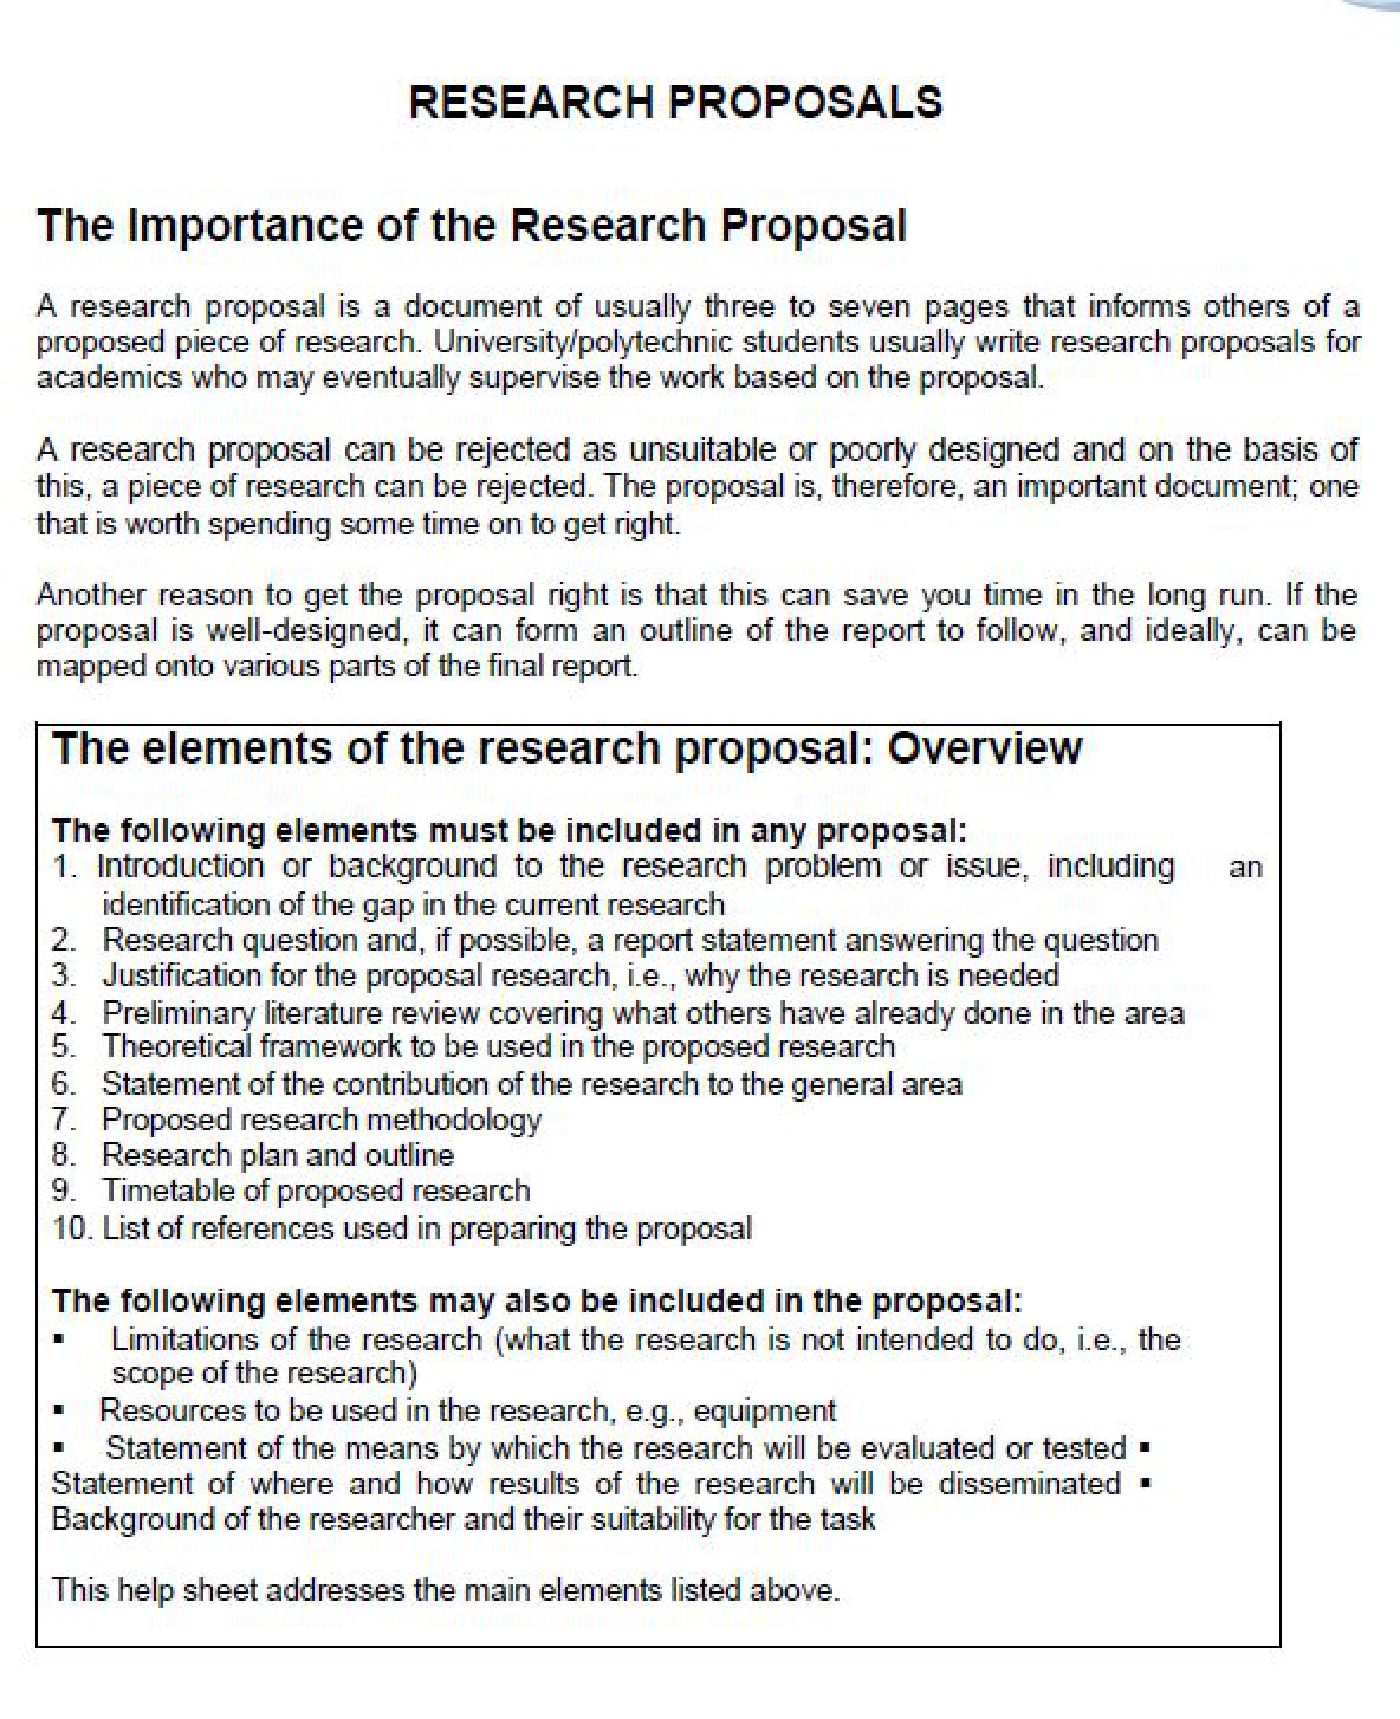 RESEARCH PROPOSALS
The Importance of the Research Proposal
A research proposal is a document of usually three to seven pages that informs others of a
proposed piece of research. University/polytechnic students usually write research proposals for
academics who may eventually supervise the work based on the proposal.
A research proposal can be rejected as unsuitable or poorly designed and on the basis of
this, a piece of research can be rejected. The proposal is, therefore, an important document; one
that is worth spending some time on to get right.
Another reason to get the proposal right is that this can save you time in the long run. If the
proposal is well-designed, it can form an outline of the report to follow, and ideally, can be
mapped onto various parts of the final report.
The elements of the research proposal: Overview
The following elements must be included in any proposal:
1. Introduction or background to the research problem or issue, including an
identification of the gap in the current research
2. Research question and, if possible, a report statement answering the question
3. Justification for the proposal research, i.e., why the research is needed
4. Preliminary literature review covering what others have already done in the area
5. Theoretical framework to be used in the proposed research
6. Statement of the contribution of the research to the general area
7. Proposed research methodology
8. Research plan and outline
9. Timetable of proposed research
10. List of references used in preparing the proposal
The following elements may also be included in the proposal:
▪ Limitations of the research (what the research is not intended to do, i.e., the
scope of the research)
▪ Resources to be used in the research, e.g., equipment
▪ Statement of the means by which the research will be evaluated or tested ▪
Statement of where and how results of the research will be disseminated ▪
Background of the researcher and their suitability for the task
This help sheet addresses the main elements listed above.